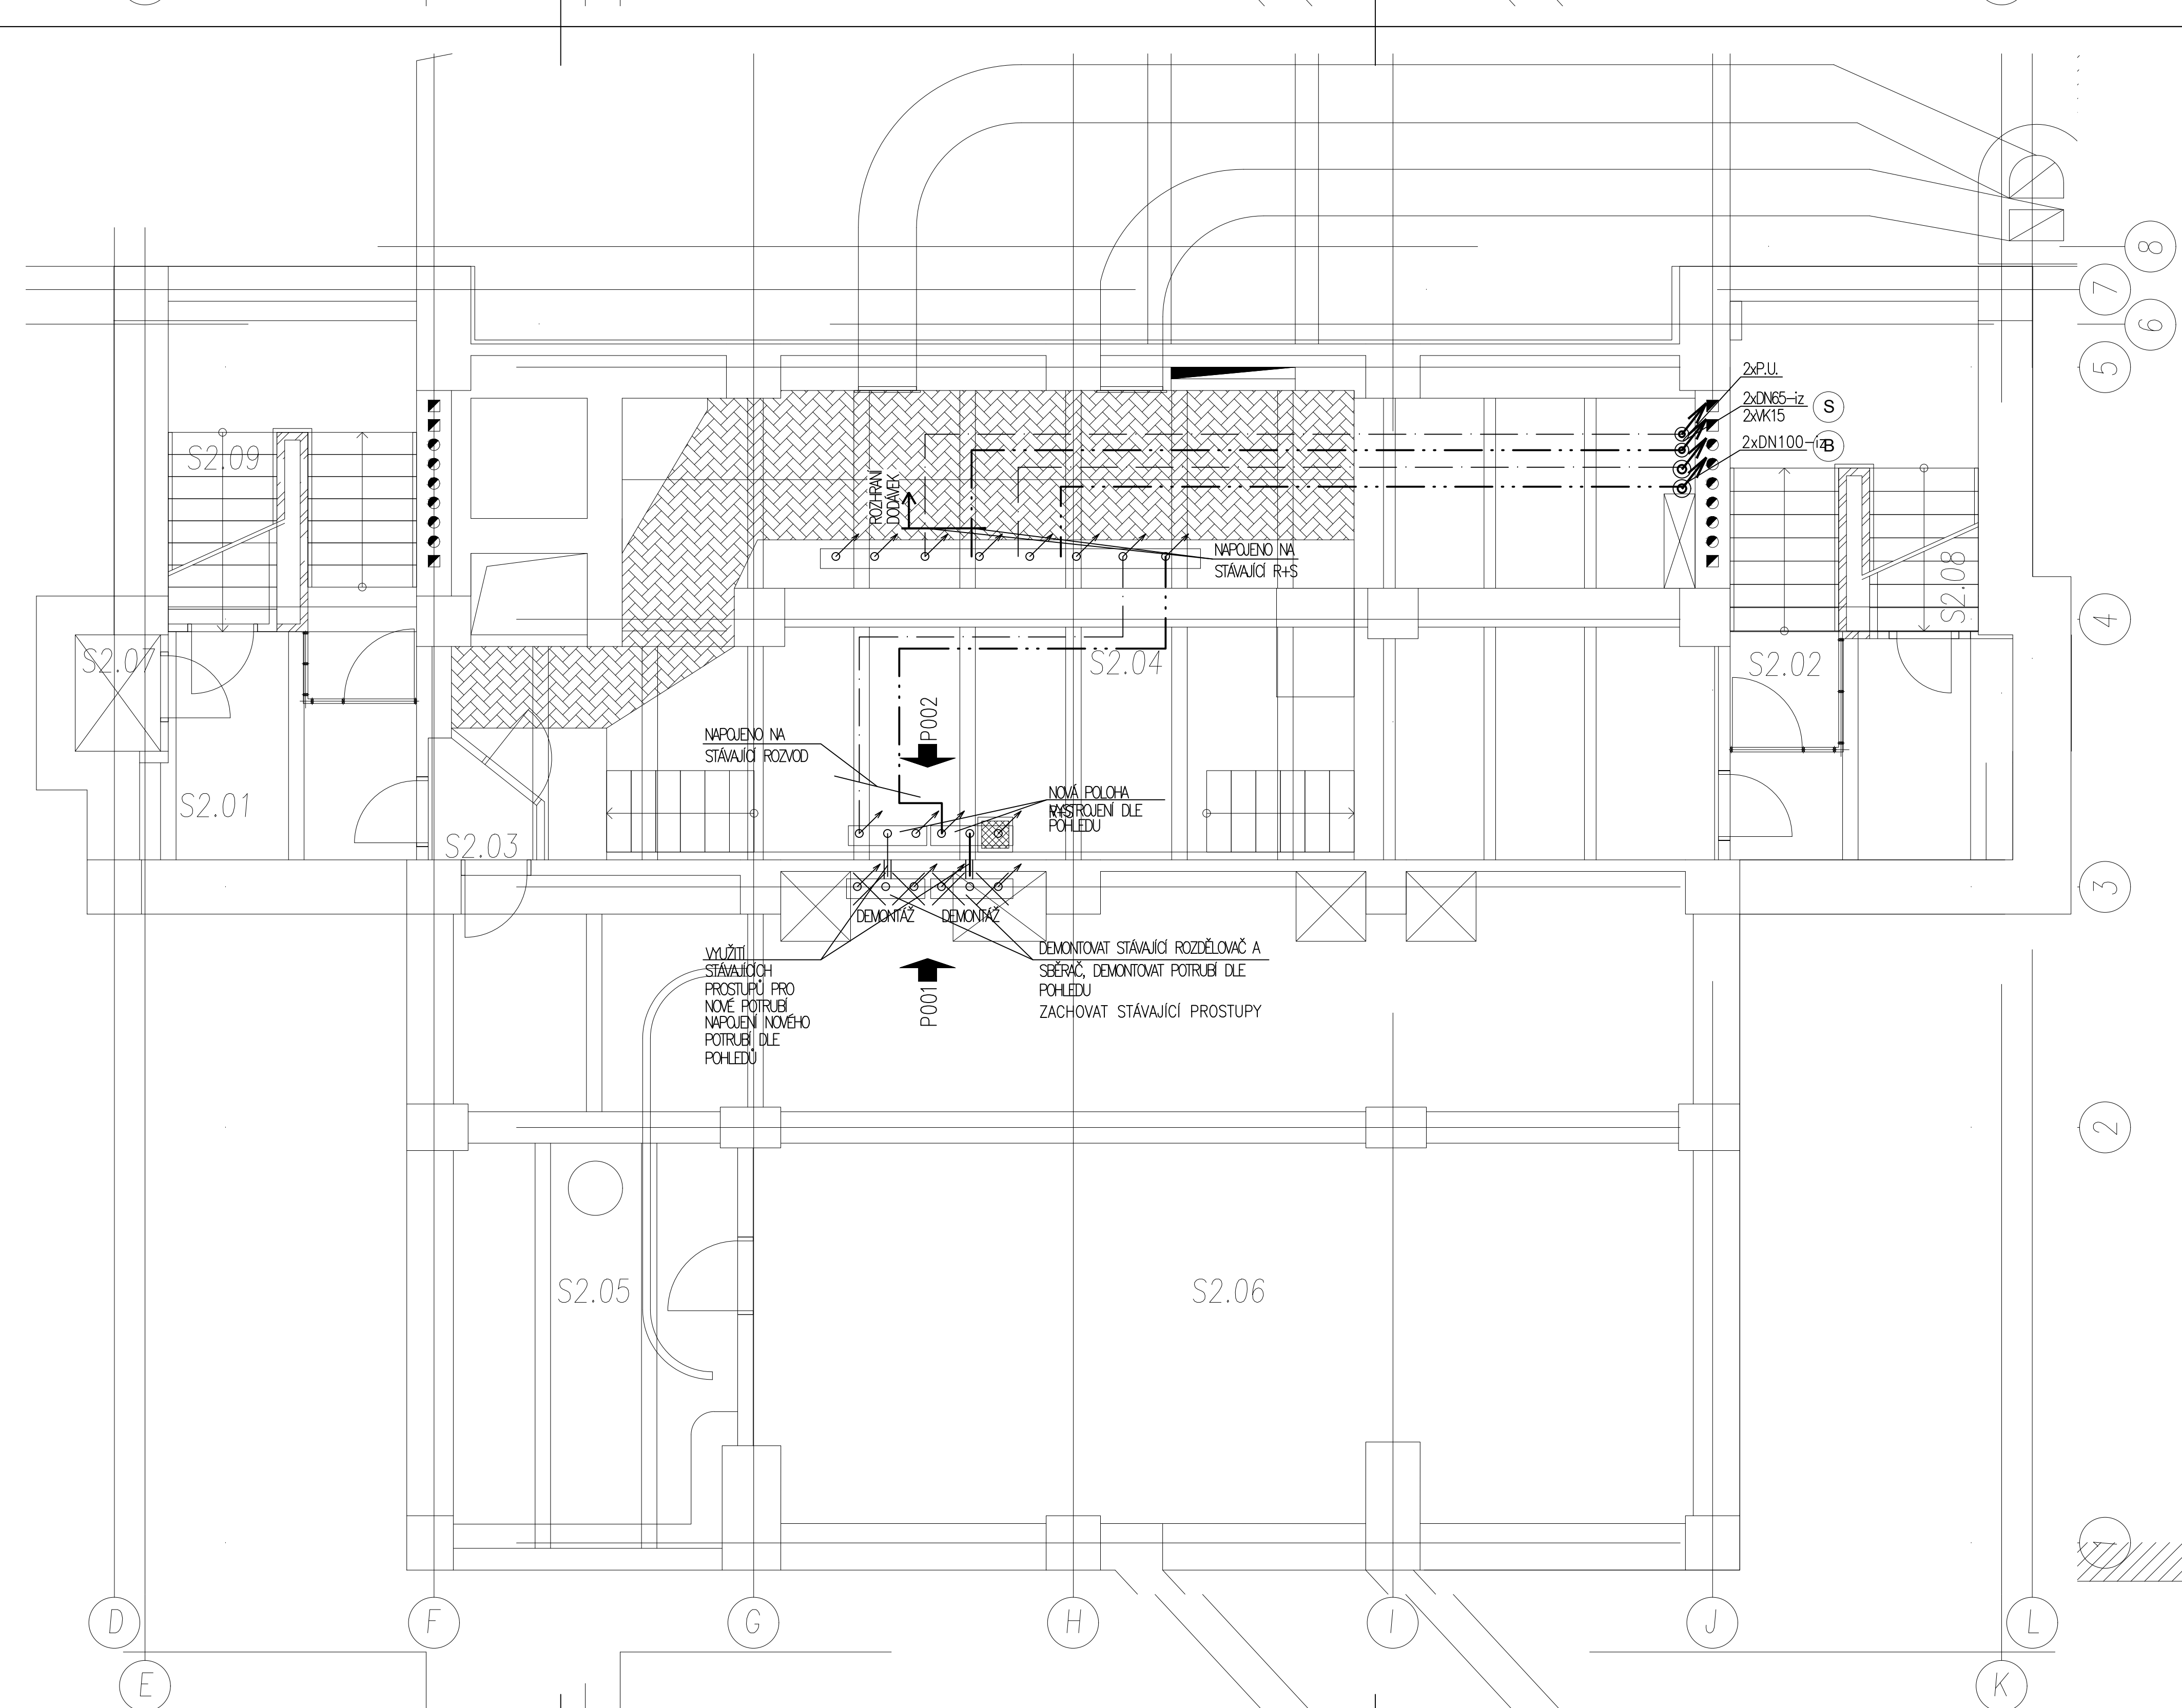 8
7
6
5
2xP.U.
2xDN65-iz
S
2xVK15
2xDN100-iz
B
S2.09
ROZHRANÍ
DODÁVEK
NAPOJENO NA
STÁVAJÍCÍ R+S
S2.08
4
S2.07
S2.04
S2.02
P002
NAPOJENO NA
STÁVAJÍCÍ ROZVOD
NOVÁ POLOHA
R+S
VYSTROJENÍ DLE
POHLEDU
S2.01
S2.03
3
DEMONTÁŽ
DEMONTÁŽ
VYUŽITÍ
STÁVAJÍCÍCH
PROSTUPŮ PRO
NOVÉ POTRUBÍ
NAPOJENÍ NOVÉHO
POTRUBÍ DLE
POHLEDŮ
P001
DEMONTOVAT STÁVAJÍCÍ ROZDĚLOVAČ A
SBĚRAČ, DEMONTOVAT POTRUBÍ DLE
POHLEDU
ZACHOVAT STÁVAJÍCÍ PROSTUPY
2
S2.05
S2.06
1
D
F
G
H
I
J
L
E
K